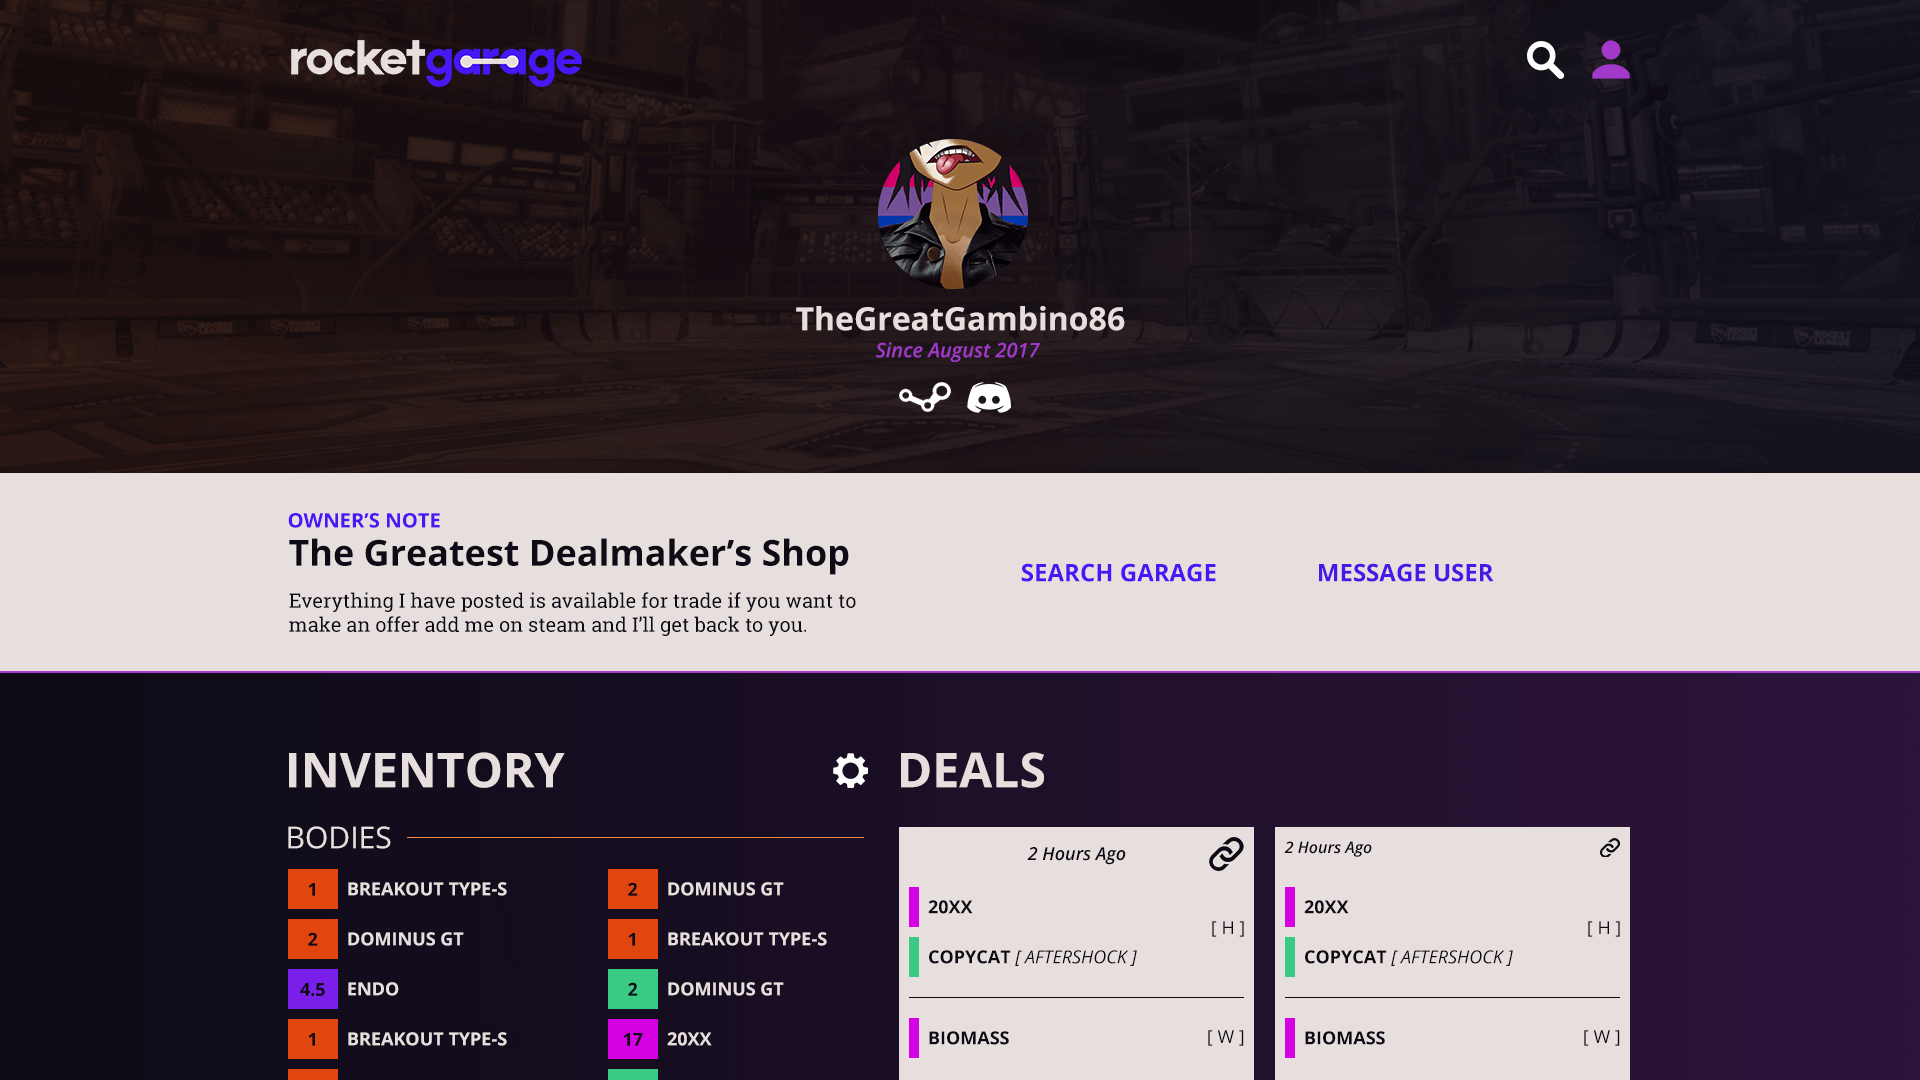 rocketgarage
TheGreatGambino86
Since August 2017
OWNER'S NOTE
The Greatest Dealmaker's Shop
Everything I have posted is available for trade if you want to
make an offer add me on steam and I'll get back to you.
SEARCH GARAGE
MESSAGE USER
INVENTORY
BODIES
1 BREAKOUT TYPE-S
2 DOMINUS GT
2 DOMINUS GT
1 BREAKOUT TYPE-S
4.5 ENDO
2 DOMINUS GT
1 BREAKOUT TYPE-S
17 20XX
DEALS
2 Hours Ago
20XX
[ H ]
COPYCAT [ AFTERSHOCK ]
BIOMASS [ W ]
2 Hours Ago
20XX
[ H ]
COPYCAT [ AFTERSHOCK ]
BIOMASS [ W ]